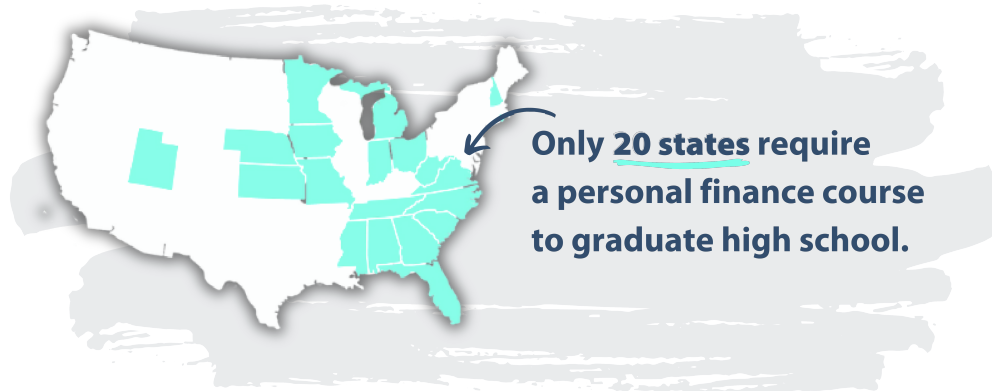 Only 20 states require
a personal finance course
to graduate high school.